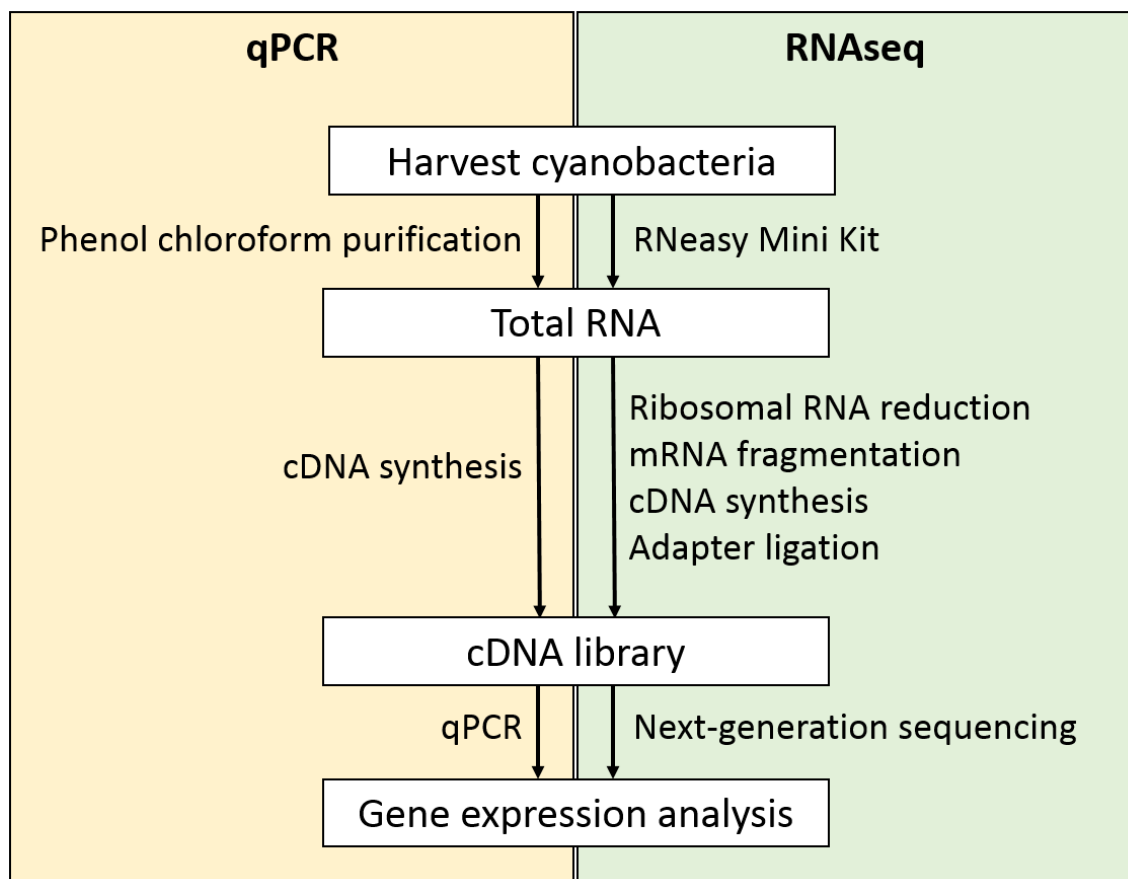 qPCR
RNAseq
Harvest cyanobacteria
Phenol chloroform purification
RNeasy Mini Kit
Total RNA
cDNA synthesis
Ribosomal RNA reduction
mRNA fragmentation
cDNA synthesis
Adapter ligation
cDNA library
qPCR
Next-generation sequencing
Gene expression analysis